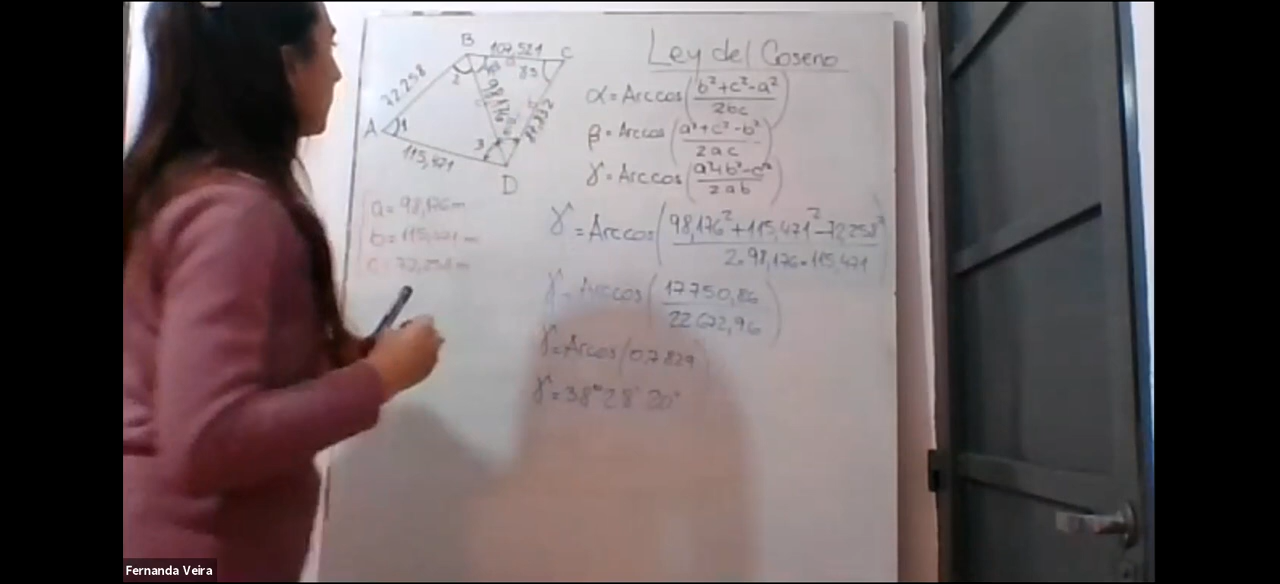 Ley del Coseno
B 107,521 C
72.258
2
98,176
A 1
3
115,471
D
α = Arccos(b²+c²-a² / 2bc)
β = Arccos(a²+c²-b² / 2ac)
γ = Arccos(a²+b²-c² / 2ab)
a = 98,176 m
b = 115,471 m
c = 72,258 m
γ = Arccos(98,176²+115,471²-72,258² / 2×98,176×115,471)
γ = Arccos(17750,86 / 22672,96)
γ = Arcos(0,7829)
γ = 38° 28' 20"
Fernanda Veira